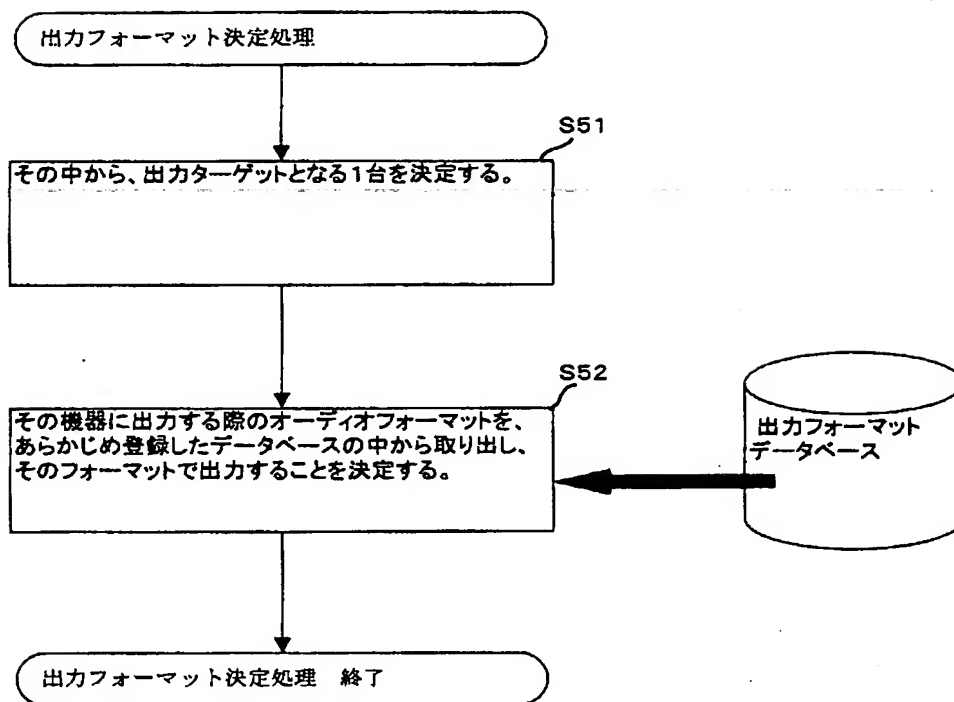 出力フォーマット決定処理
S51
その中から、出力ターゲットとなる1台を決定する。
S52
その機器に出力する際のオーディオフォーマットを、
あらかじめ登録したデータベースの中から取り出し、
そのフォーマットで出力することを決定する。
出力フォーマット
データベース
出力フォーマット決定処理　終了